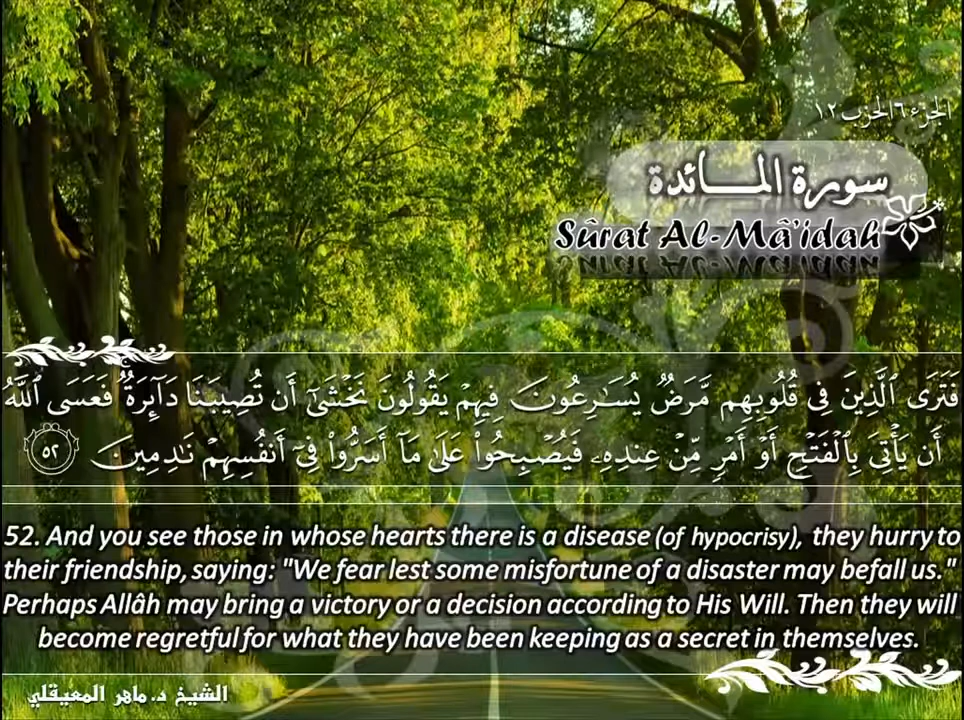 الجزء ٦ الحزب ١٢
سورة المائدة
Sûrat Al-Mâ'idah
فَتَرَى ٱلَّذِينَ فِى قُلُوبِهِم مَّرَضٌ يُسَـٰرِعُونَ فِيهِمْ يَقُولُونَ نَخْشَىٰٓ أَن تُصِيبَنَا دَآئِرَةٌ ۚ فَعَسَى ٱللَّهُ
أَن يَأْتِىَ بِٱلْفَتْحِ أَوْ أَمْرٍ مِّنْ عِندِهِۦ فَيُصْبِحُوا۟ عَلَىٰ مَآ أَسَرُّوا۟ فِىٓ أَنفُسِهِمْ نَـٰدِمِينَ ٥٢
52. And you see those in whose hearts there is a disease (of hypocrisy), they hurry to
their friendship, saying: "We fear lest some misfortune of a disaster may befall us."
Perhaps Allâh may bring a victory or a decision according to His Will. Then they will
become regretful for what they have been keeping as a secret in themselves.
الشيخ د. ماهر المعيقلي